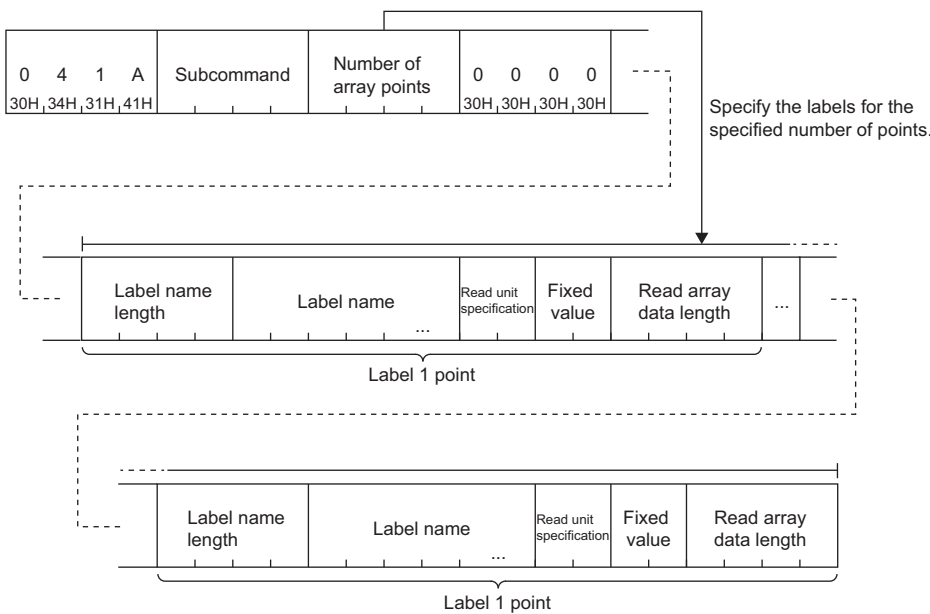 0 4 1 A
30H 34H 31H 41H
Subcommand
Number of
array points
0 0 0 0
30H 30H 30H 30H
Specify the labels for the
specified number of points.
Label name
length
Label name
...
Read unit
specification
Fixed
value
Read array
data length
...
Label 1 point
Label name
length
Label name
...
Read unit
specification
Fixed
value
Read array
data length
Label 1 point